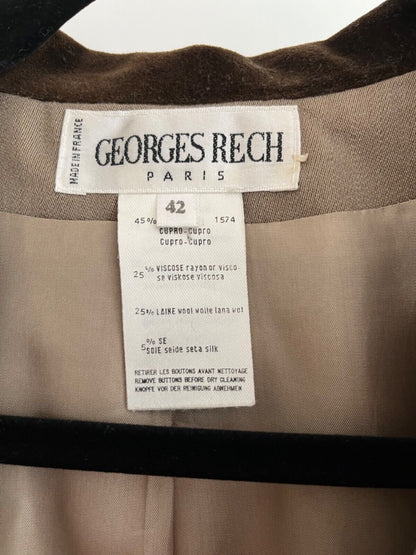 MADE IN FRANCE
GEORGES RECH
PARIS
42
45% 1574
CUPRO-Cupro
Cupro-Cupro
25% VISCOSE rayon or visco
se viskose viscosa
25% LAINE wool wolle lana wol
5% SE
SOIE seide seta silk
RETIRER LES BOUTONS AVANT NETTOYAGE
REMOVE BUTTONS BEFORE DRY CLEANING
KNOPFE VOR DER REINIGUNG ABNEHMEN